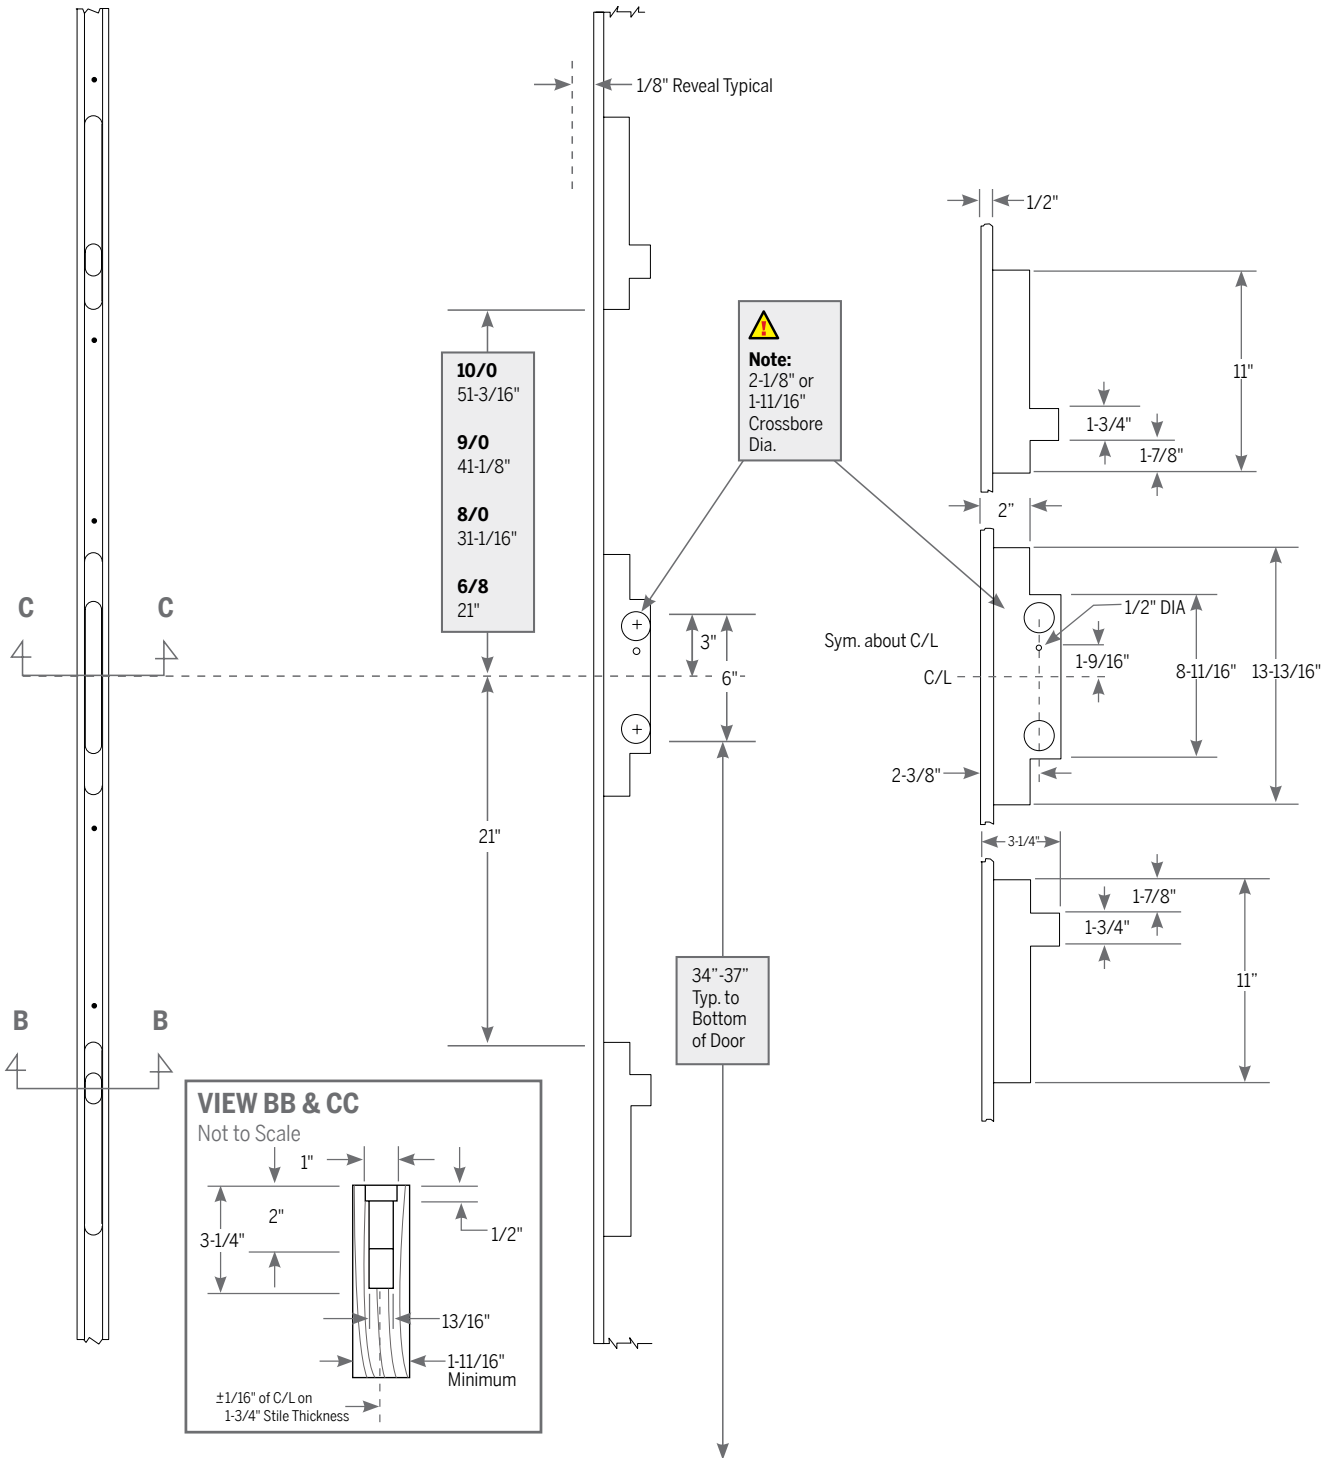 1/8" Reveal Typical
1/2"
10/0
51-3/16"
9/0
41-1/8"
8/0
31-1/16"
6/8
21"
Note:
2-1/8" or
1-11/16"
Crossbore
Dia.
11"
1-3/4"
1-7/8"
2”
C
C
1/2" DIA
Sym. about C/L
3"
1-9/16"
C/L
6"
8-11/16"
13-13/16"
2-3/8"
21"
3-1/4"
1-7/8"
1-3/4"
11”
34”-37”
Typ. to
Bottom
of Door
B
B
VIEW BB & CC
Not to Scale
1"
2"
3-1/4"
1/2"
13/16"
1-11/16"
Minimum
±1/16" of C/L on
1-3/4" Stile Thickness